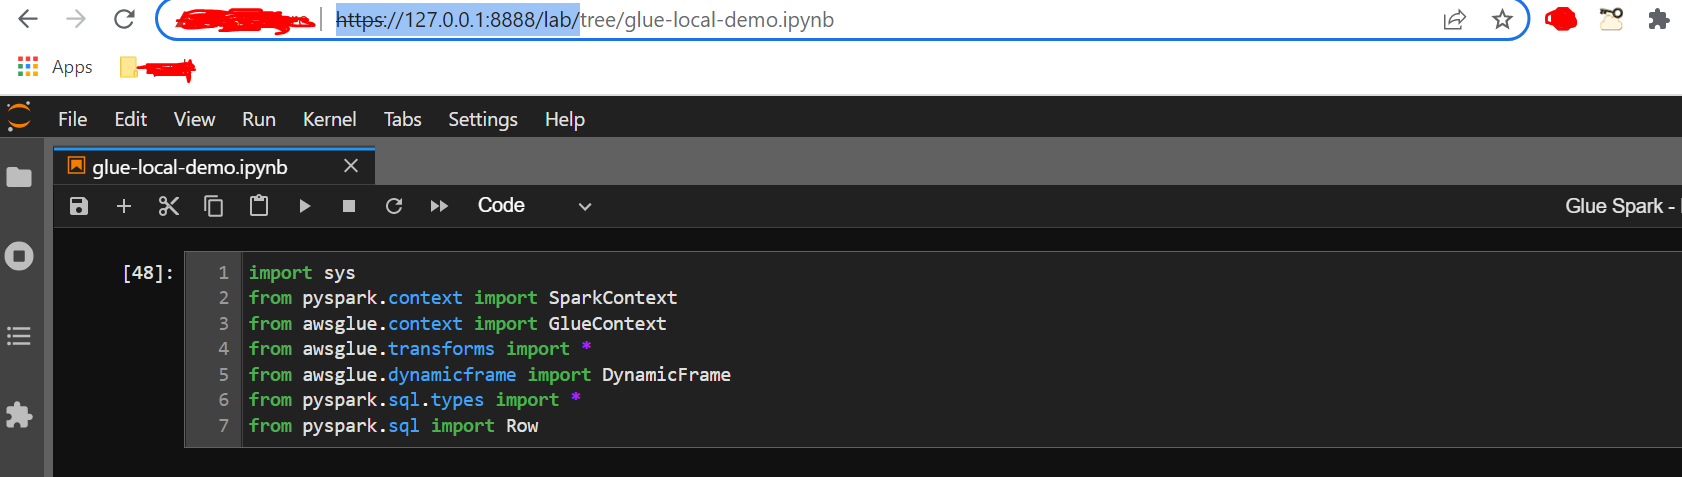 https://127.0.0.1:8888/lab/tree/glue-local-demo.ipynb
Apps
File Edit View Run Kernel Tabs Settings Help
glue-local-demo.ipynb
Code
Glue Spark -
[48]:
1 import sys
2 from pyspark.context import SparkContext
3 from awsglue.context import GlueContext
4 from awsglue.transforms import *
5 from awsglue.dynamicframe import DynamicFrame
6 from pyspark.sql.types import *
7 from pyspark.sql import Row